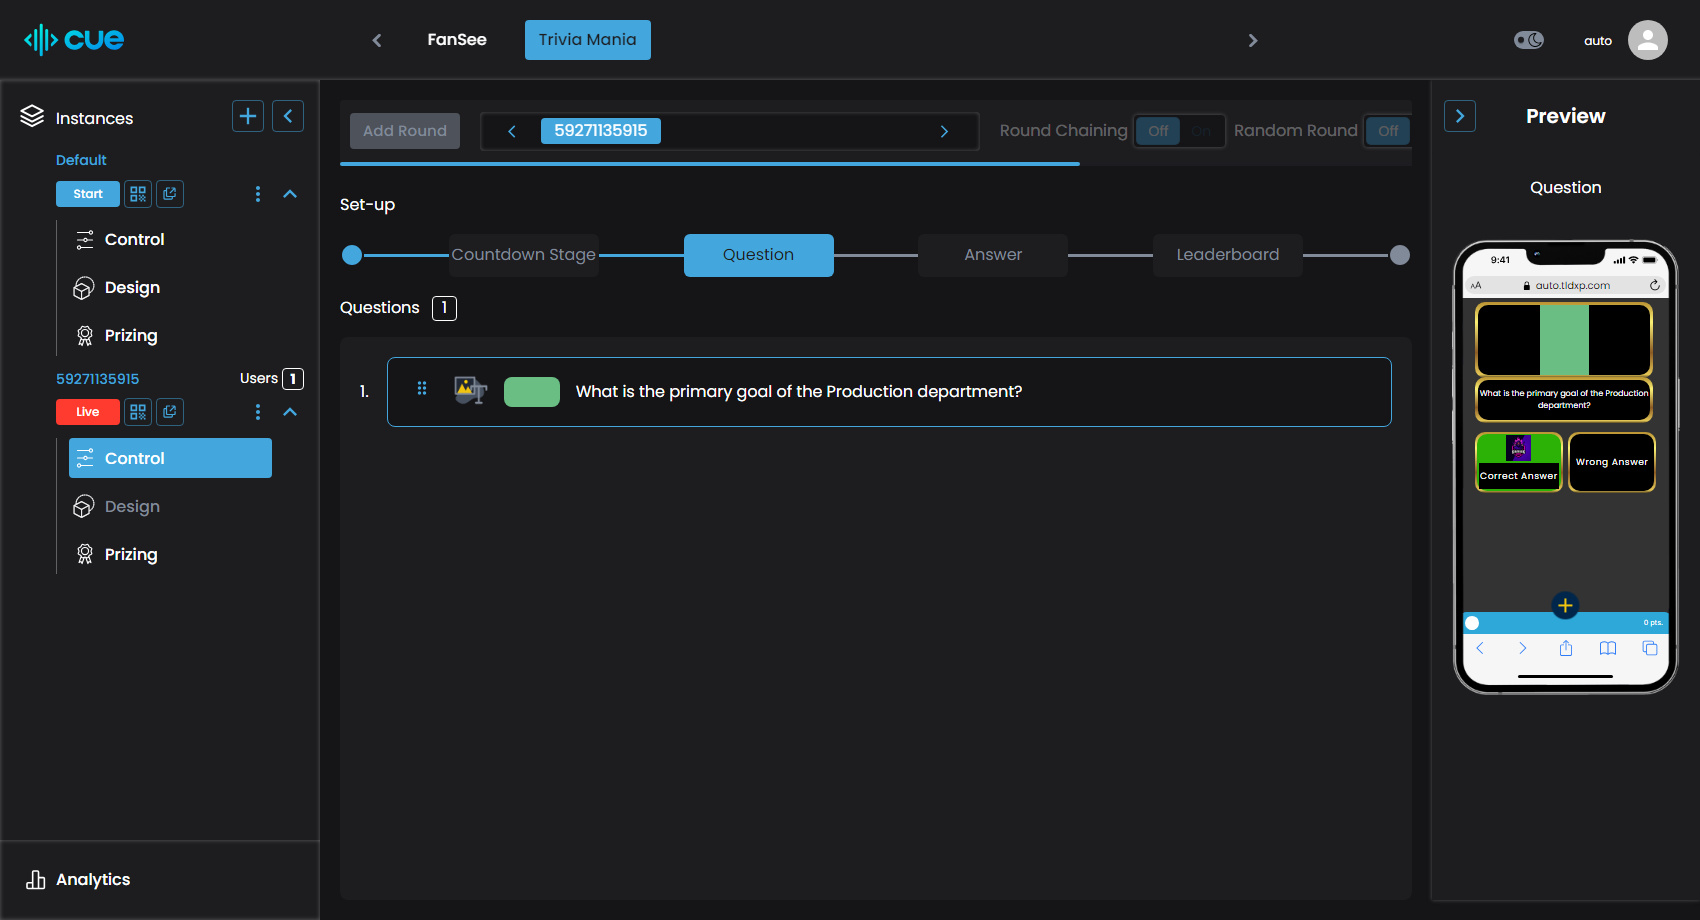 cue
FanSee
Trivia Mania
auto
Instances
Default
Start
Control
Design
Prizing
59271135915
Users 1
Live
Control
Design
Prizing
Analytics
Add Round
59271135915
Round Chaining
Off
On
Random Round
Off
Set-up
Countdown Stage
Question
Answer
Leaderboard
Questions 1
1.
What is the primary goal of the Production department?
Preview
Question
9:41
AA
auto.tldxp.com
What is the primary goal of the Production
department?
Correct Answer
Wrong Answer
0 pts.